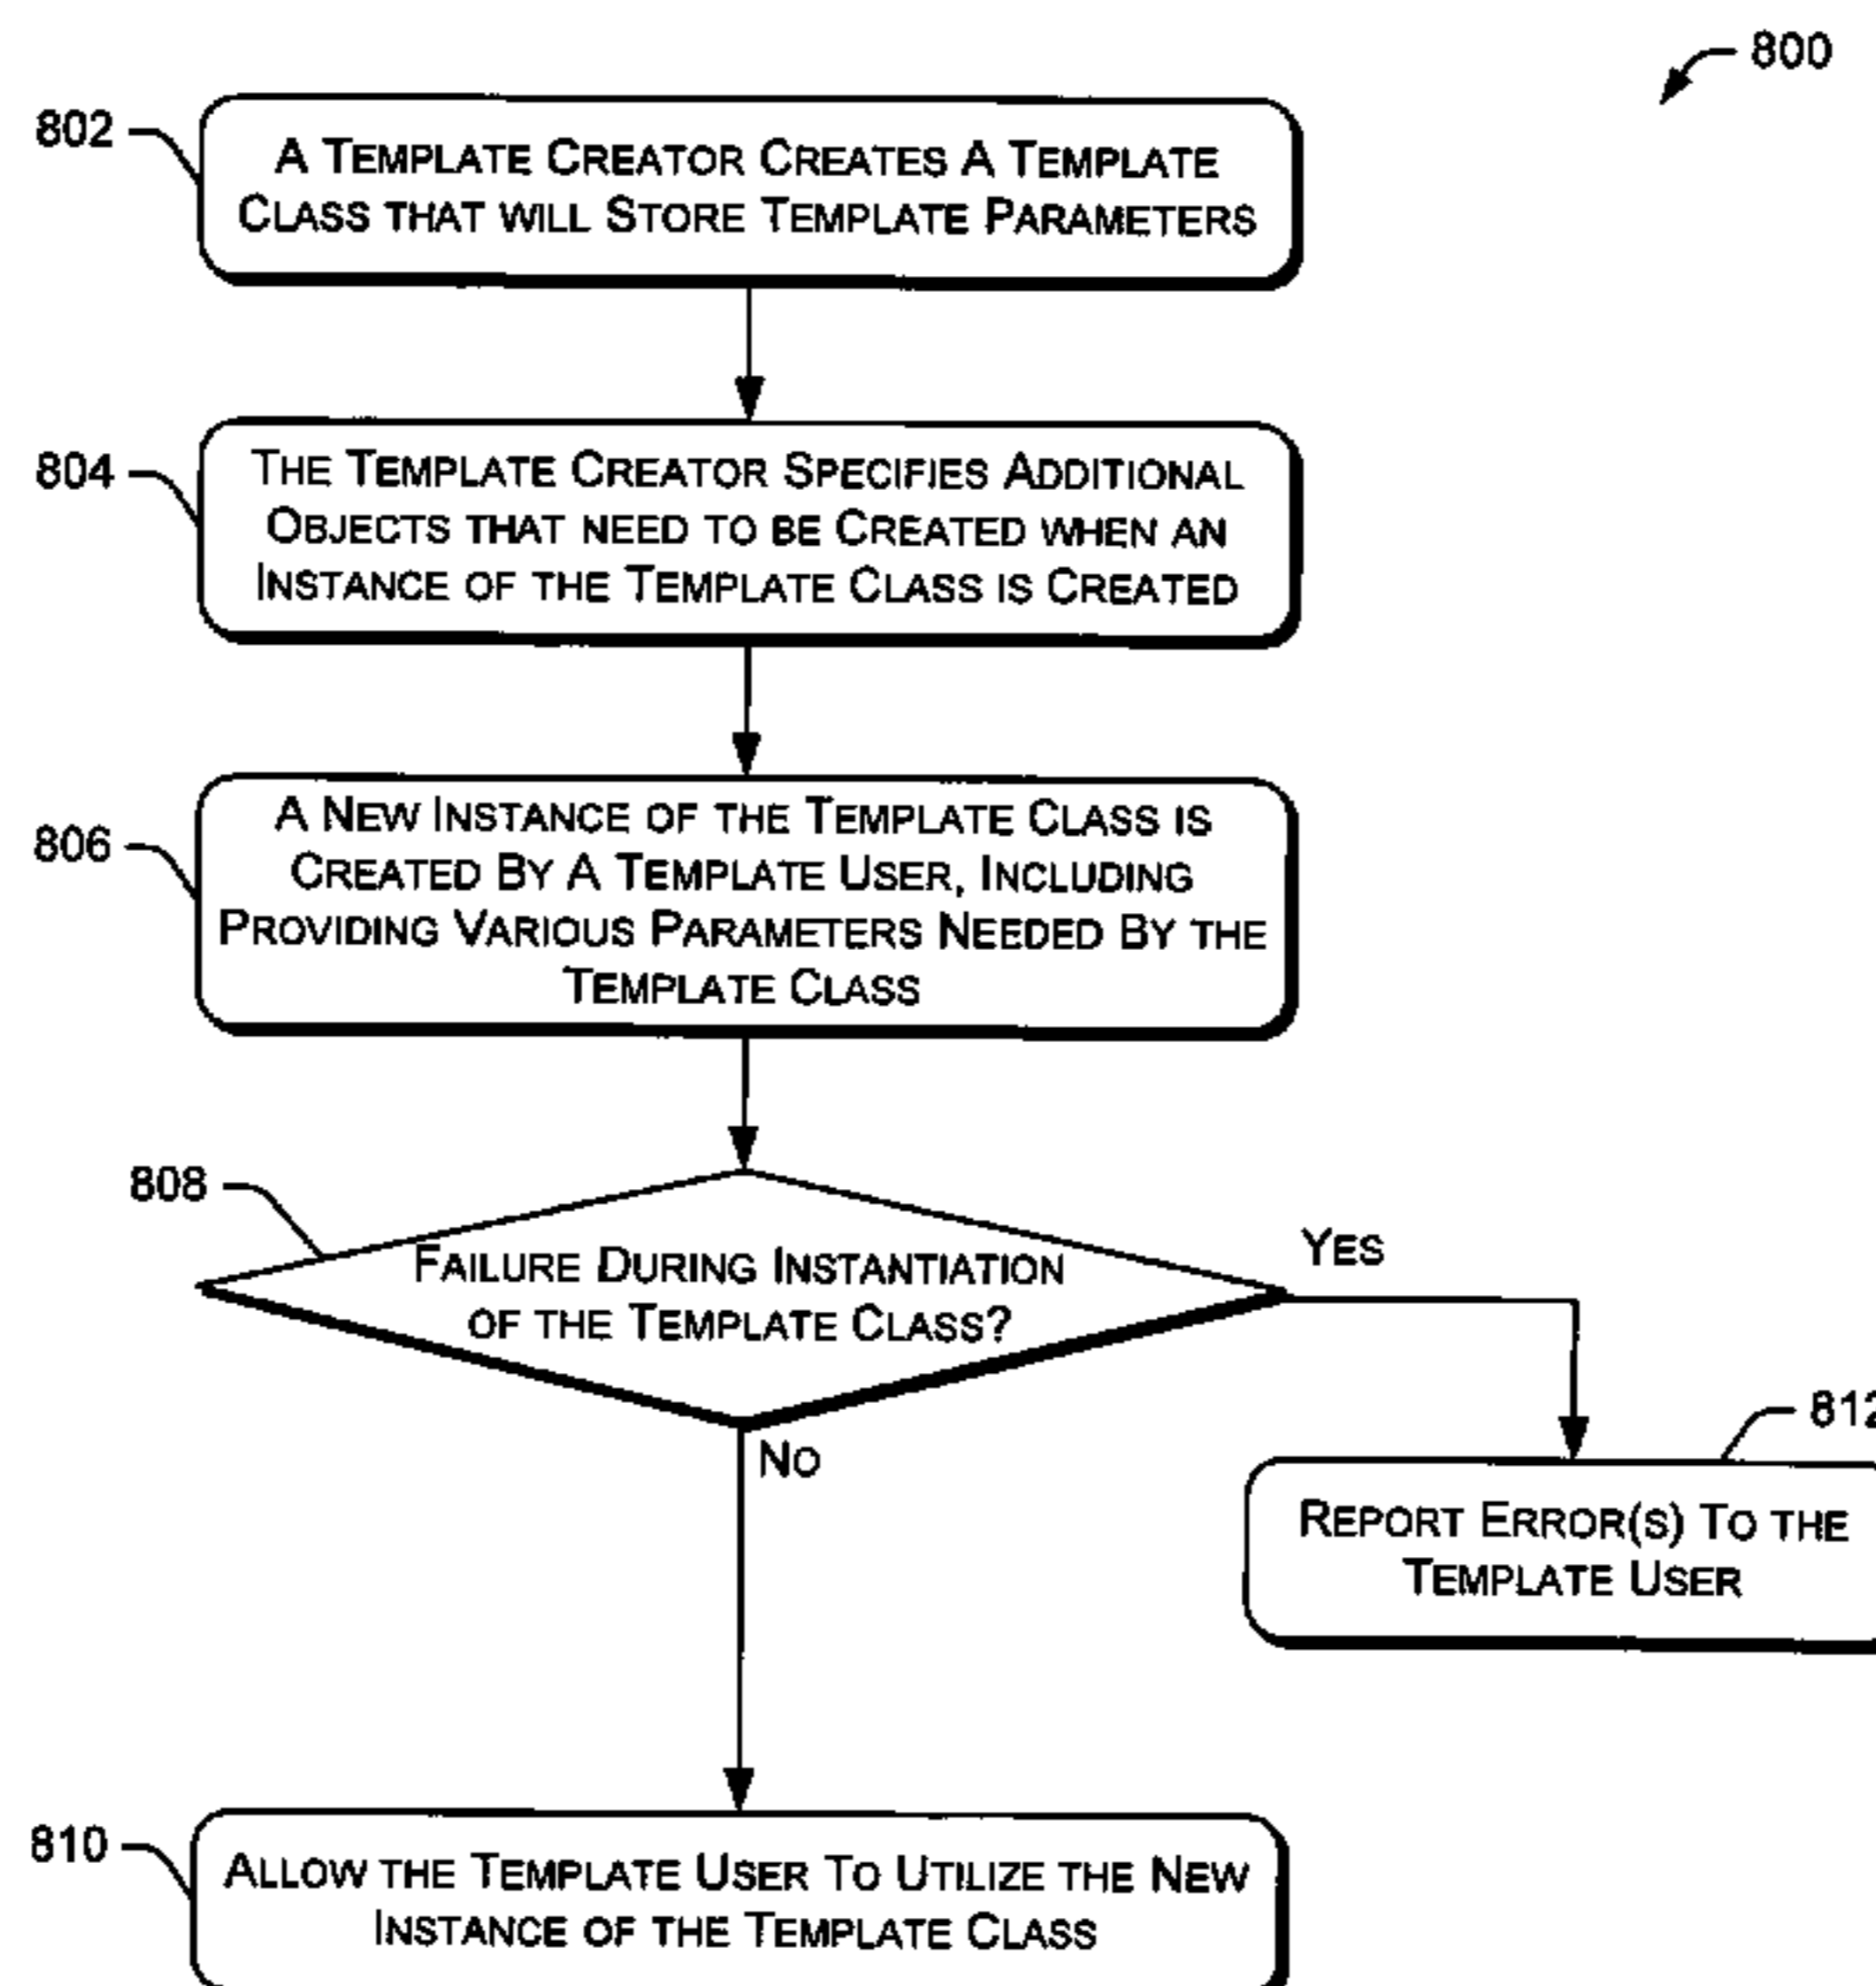 800
802
A TEMPLATE CREATOR CREATES A TEMPLATE
CLASS THAT WILL STORE TEMPLATE PARAMETERS
804
THE TEMPLATE CREATOR SPECIFIES ADDITIONAL
OBJECTS THAT NEED TO BE CREATED WHEN AN
INSTANCE OF THE TEMPLATE CLASS IS CREATED
806
A NEW INSTANCE OF THE TEMPLATE CLASS IS
CREATED BY A TEMPLATE USER, INCLUDING
PROVIDING VARIOUS PARAMETERS NEEDED BY THE
TEMPLATE CLASS
808
FAILURE DURING INSTANTIATION
OF THE TEMPLATE CLASS?
YES
NO
812
REPORT ERROR(S) TO THE
TEMPLATE USER
810
ALLOW THE TEMPLATE USER TO UTILIZE THE NEW
INSTANCE OF THE TEMPLATE CLASS